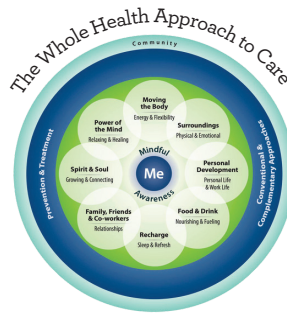 The Whole Health Approach to Care
Community
Prevention & Treatment
Conventional &
Complementary Approaches
Moving
the Body
Energy & Flexibility
Surroundings
Physical & Emotional
Personal
Development
Personal Life
& Work Life
Food & Drink
Nourishing & Fueling
Recharge
Sleep & Refresh
Family, Friends
& Co-workers
Relationships
Spirit & Soul
Growing & Connecting
Power of
the Mind
Relaxing & Healing
Mindful
Me
Awareness